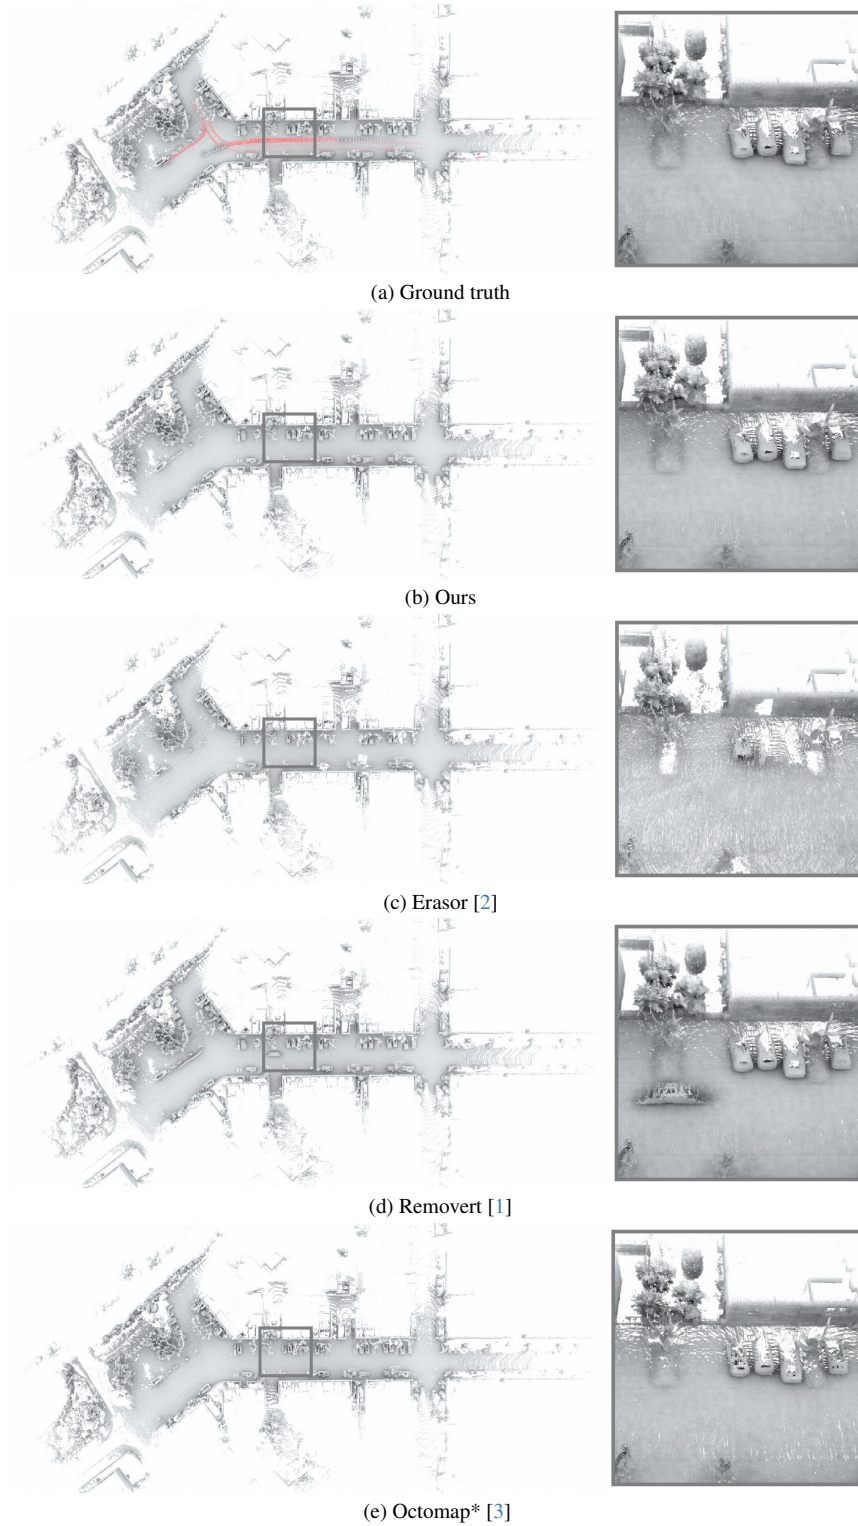 (a) Ground truth
(b) Ours
(c) Erasor [2]
(d) Removert [1]
(e) Octomap* [3]